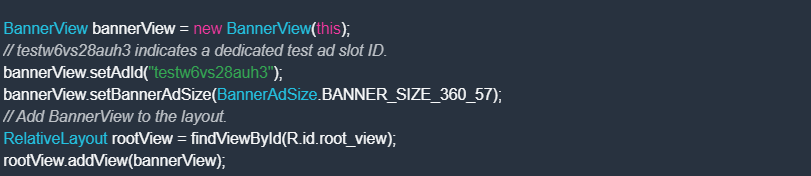 BannerView bannerView = new BannerView(this);
// testw6vs28auh3 indicates a dedicated test ad slot ID.
bannerView.setAdId("testw6vs28auh3");
bannerView.setBannerAdSize(BannerAdSize.BANNER_SIZE_360_57);
// Add BannerView to the layout.
RelativeLayout rootView = findViewById(R.id.root_view);
rootView.addView(bannerView);